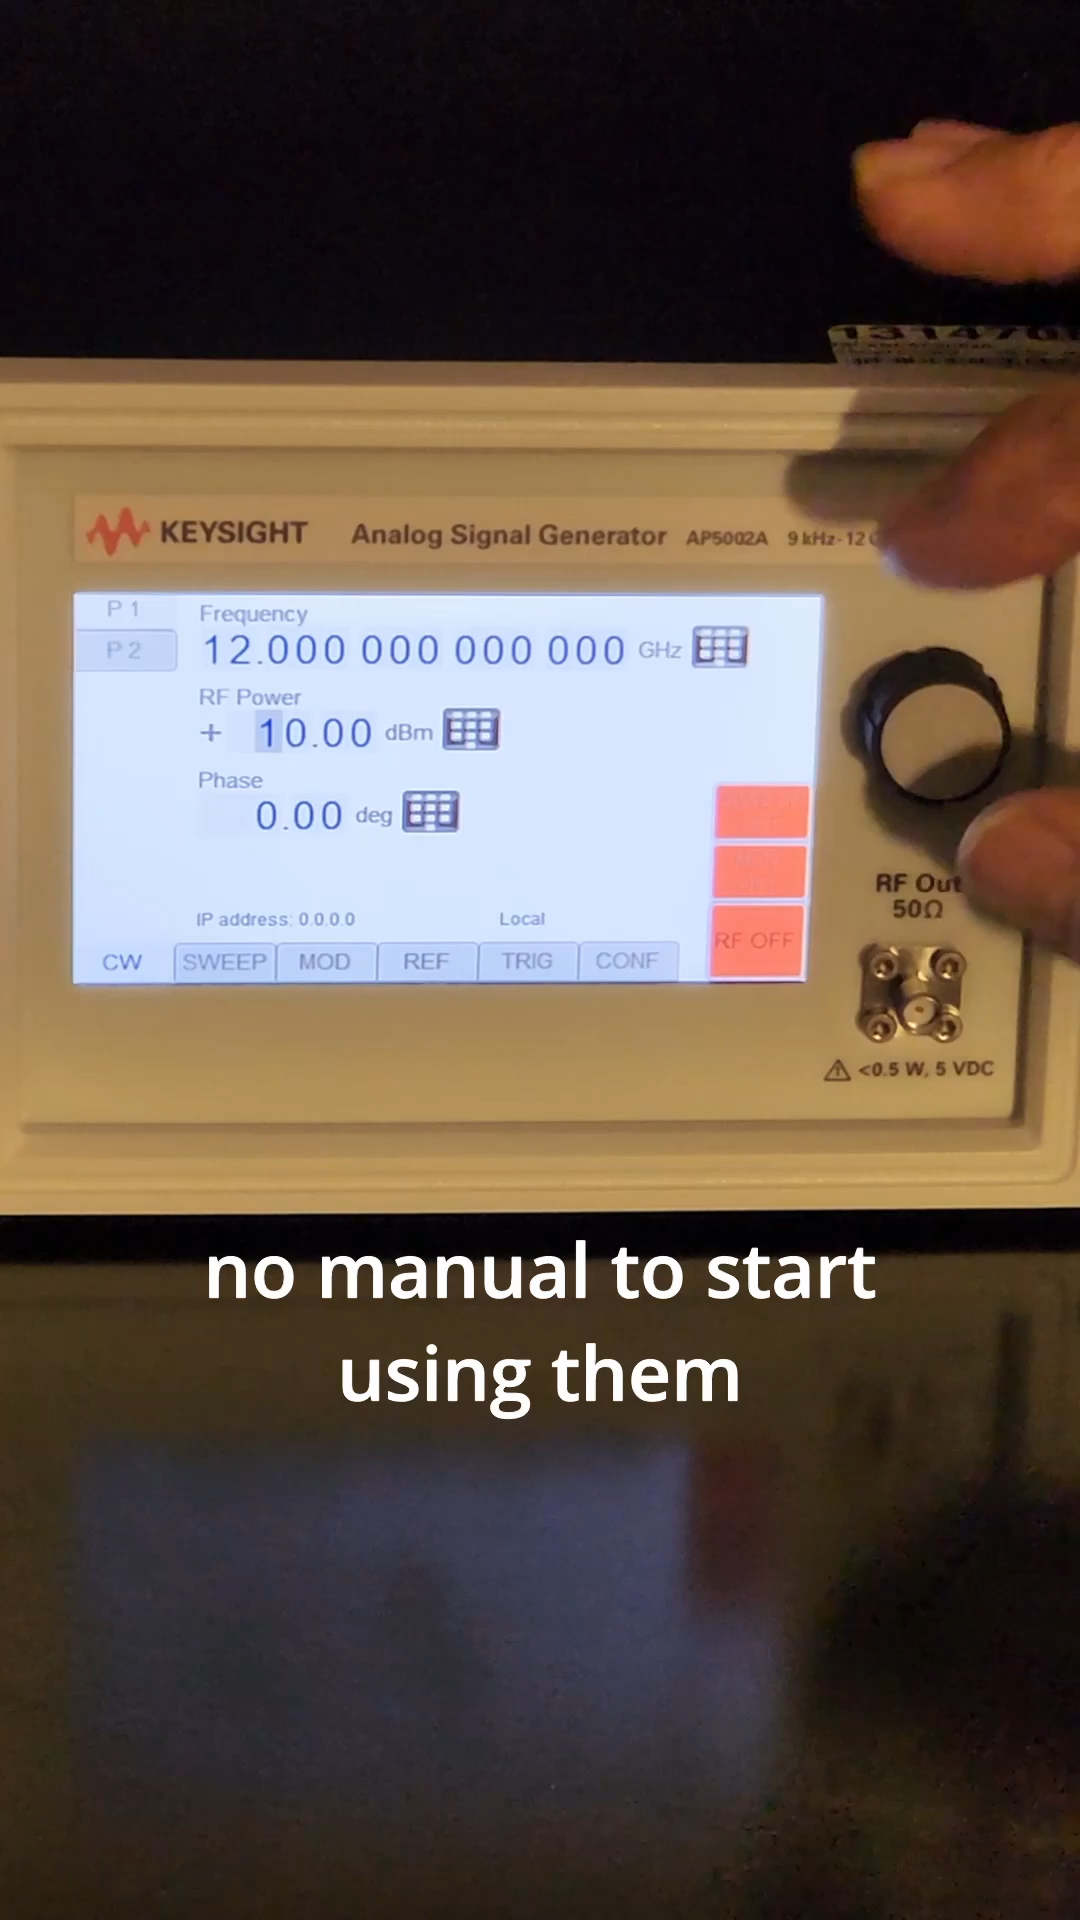 131470
KEYSIGHT Analog Signal Generator AP5002A 9 kHz-12
P 1
P 2
Frequency
12.000 000 000 000 GHz
RF Power
+ 10.00 dBm
Phase
0.00 deg
RF Out
50Ω
RF OFF
IP address: 0.0.0.0 Local
CW SWEEP MOD REF TRIG CONF
<0.5 W, 5 VDC
no manual to start
using them